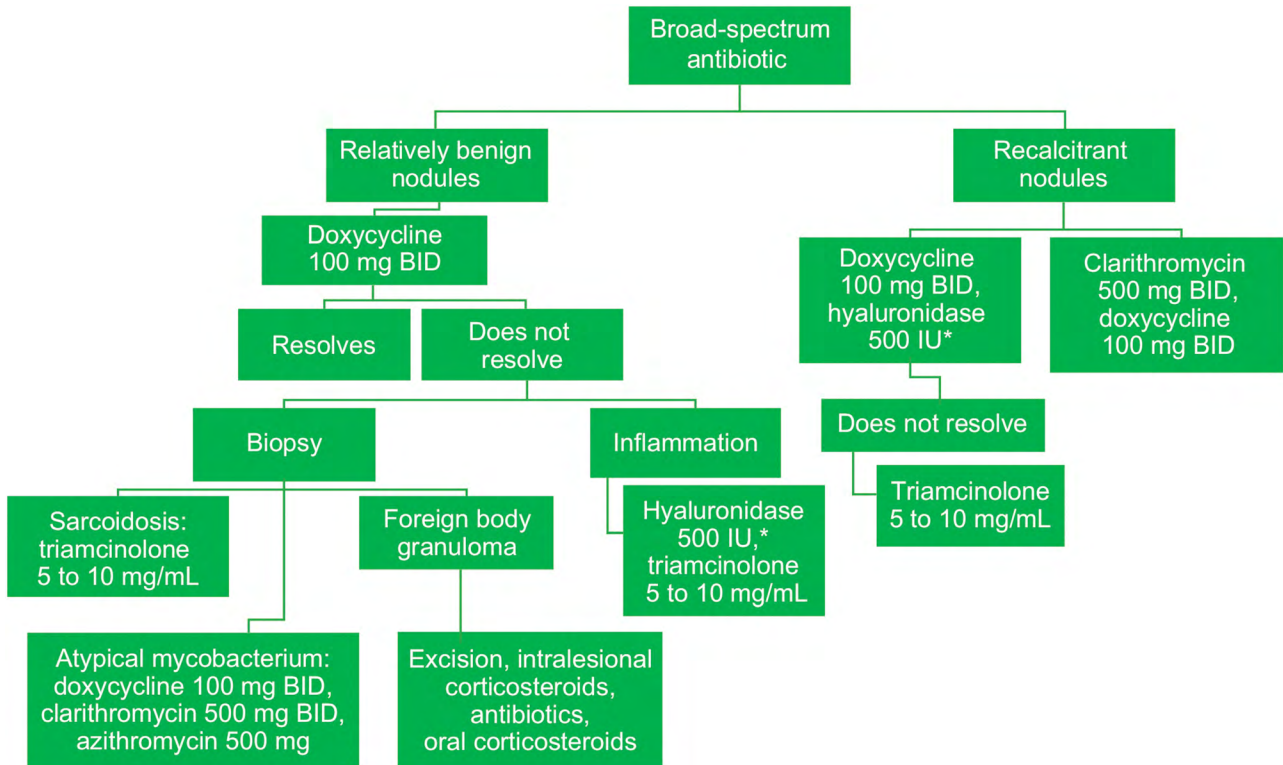 Broad-spectrum
antibiotic
Relatively benign
nodules
Recalcitrant
nodules
Doxycycline
100 mg BID
Doxycycline
100 mg BID,
hyaluronidase
500 IU*
Clarithromycin
500 mg BID,
doxycycline
100 mg BID
Resolves
Does not
resolve
Biopsy
Inflammation
Does not resolve
Triamcinolone
5 to 10 mg/mL
Sarcoidosis:
triamcinolone
5 to 10 mg/mL
Foreign body
granuloma
Hyaluronidase
500 IU,*
triamcinolone
5 to 10 mg/mL
Atypical mycobacterium:
doxycycline 100 mg BID,
clarithromycin 500 mg BID,
azithromycin 500 mg
Excision, intralesional
corticosteroids,
antibiotics,
oral corticosteroids